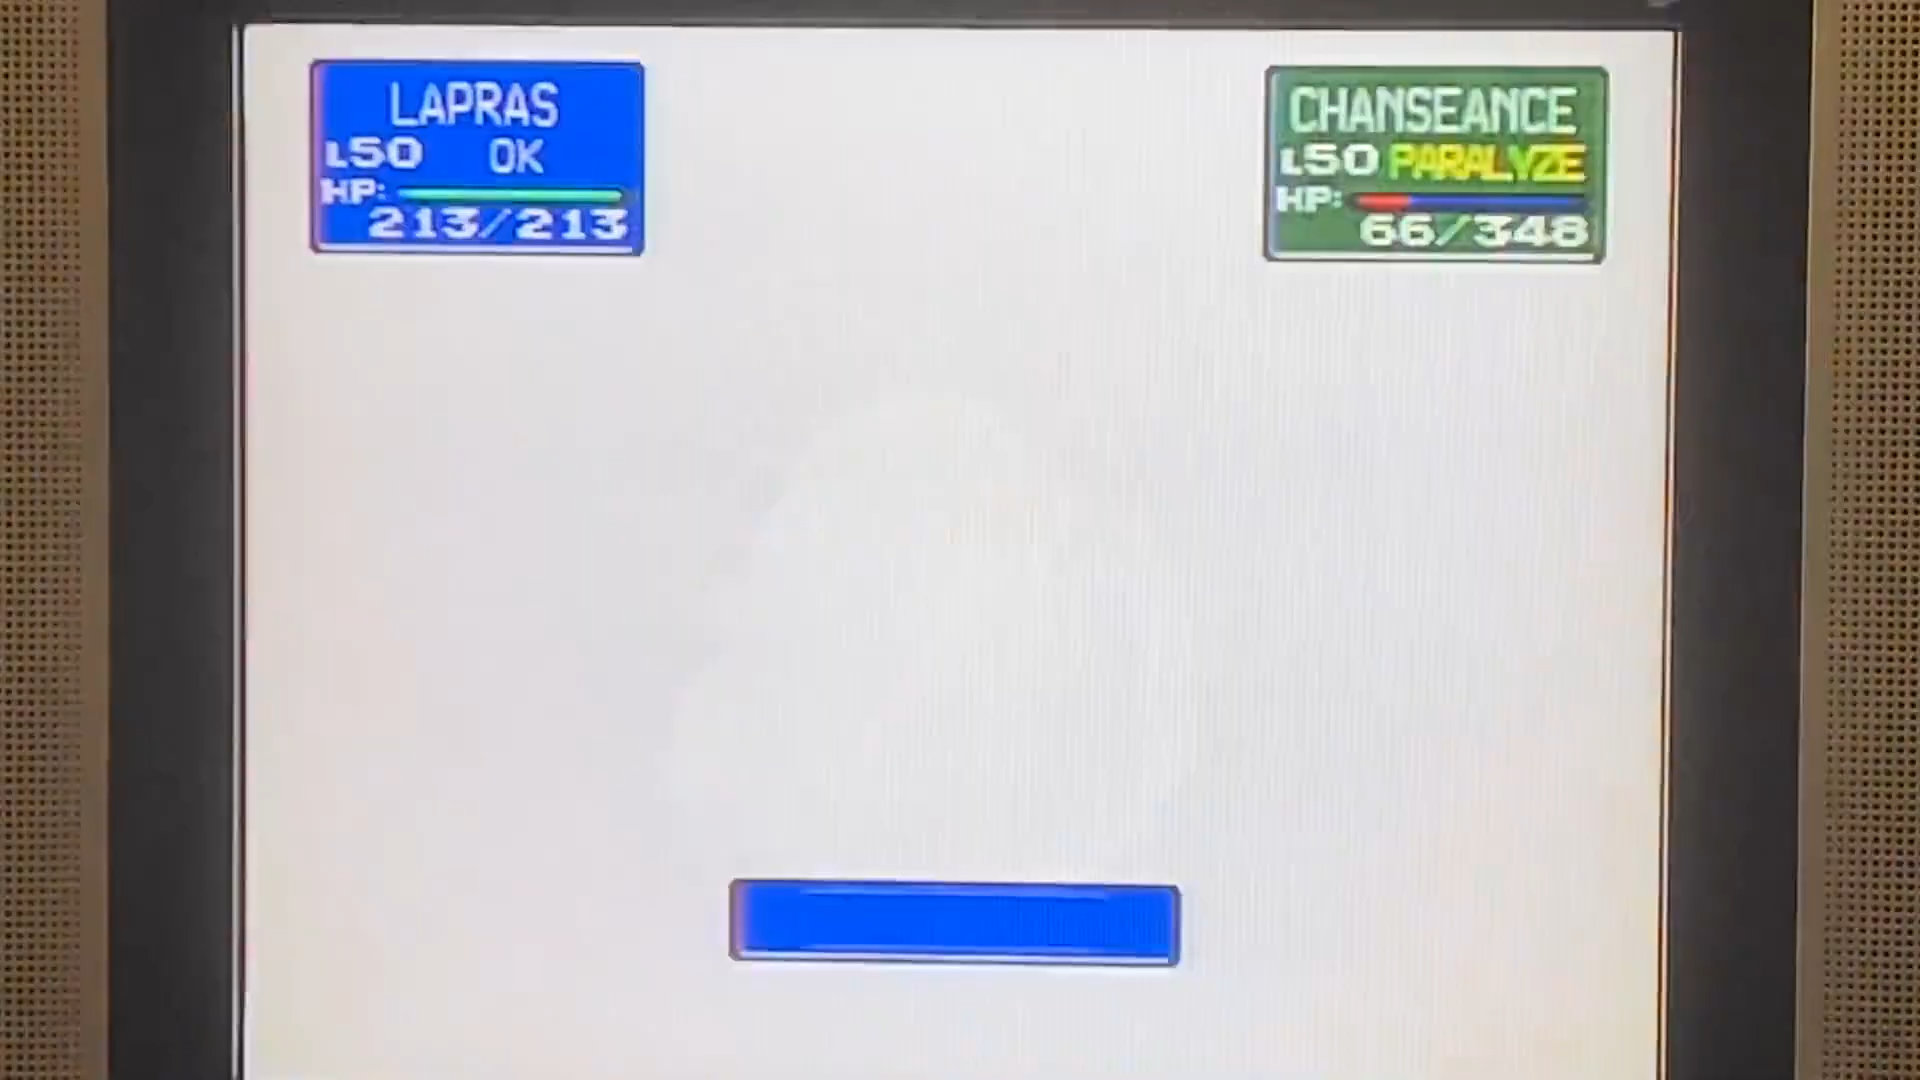 LAPRAS
L50 OK
HP:
213/213
CHANSEANCE
L50 PARALYZE
HP:
66/348